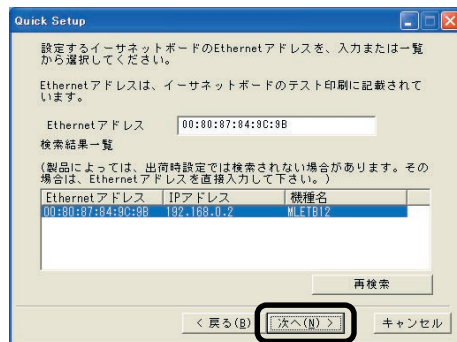 Quick Setup
設定するイーサネットボードのEthernetアドレスを、入力または一覧
から選択してください。
Ethernetアドレスは、イーサネットボードのテスト印刷に記載されて
います。
Ethernetアドレス 00:80:87:84:9C:9B
検索結果一覧
(製品によっては、出荷時設定では検索されない場合があります。その
場合は、Ethernetアドレスを直接入力して下さい。)
Ethernetアドレス IPアドレス 機種名
00:80:87:84:9C:9B 192.168.0.2 MLETB12
再検索
< 戻る(B) 次へ(N) > キャンセル